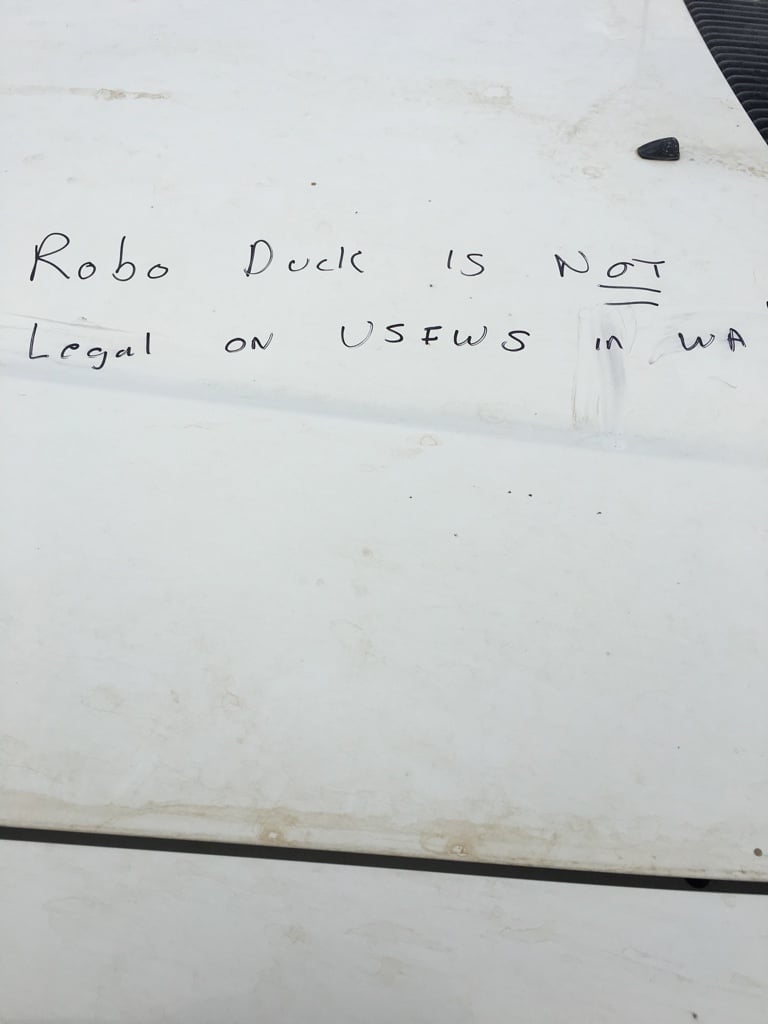 Robo Duck IS NOT
Legal ON USFWS in WA